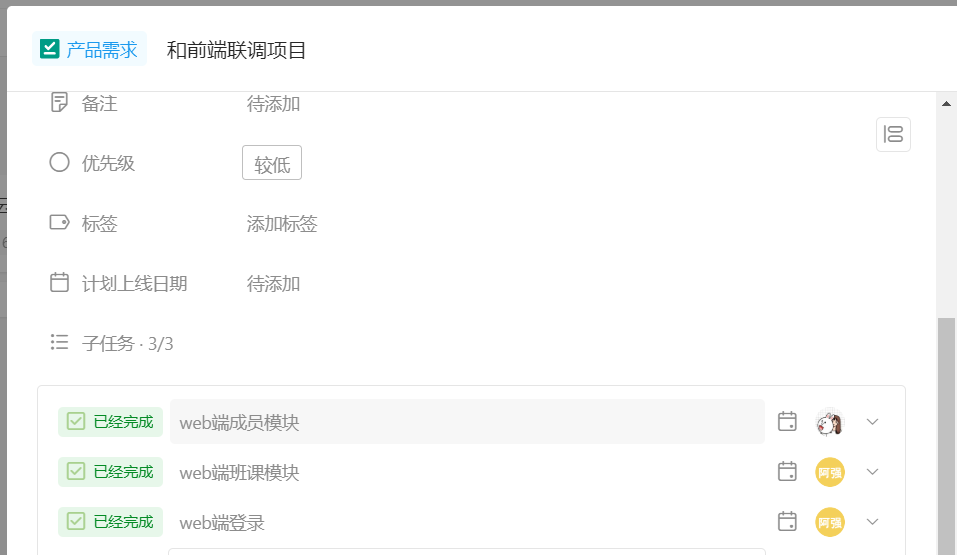 产品需求 和前端联调项目
备注 待添加
优先级 较低
标签 添加标签
计划上线日期 待添加
子任务 · 3/3
已经完成 web端成员模块
已经完成 web端班课模块 阿强
已经完成 web端登录 阿强